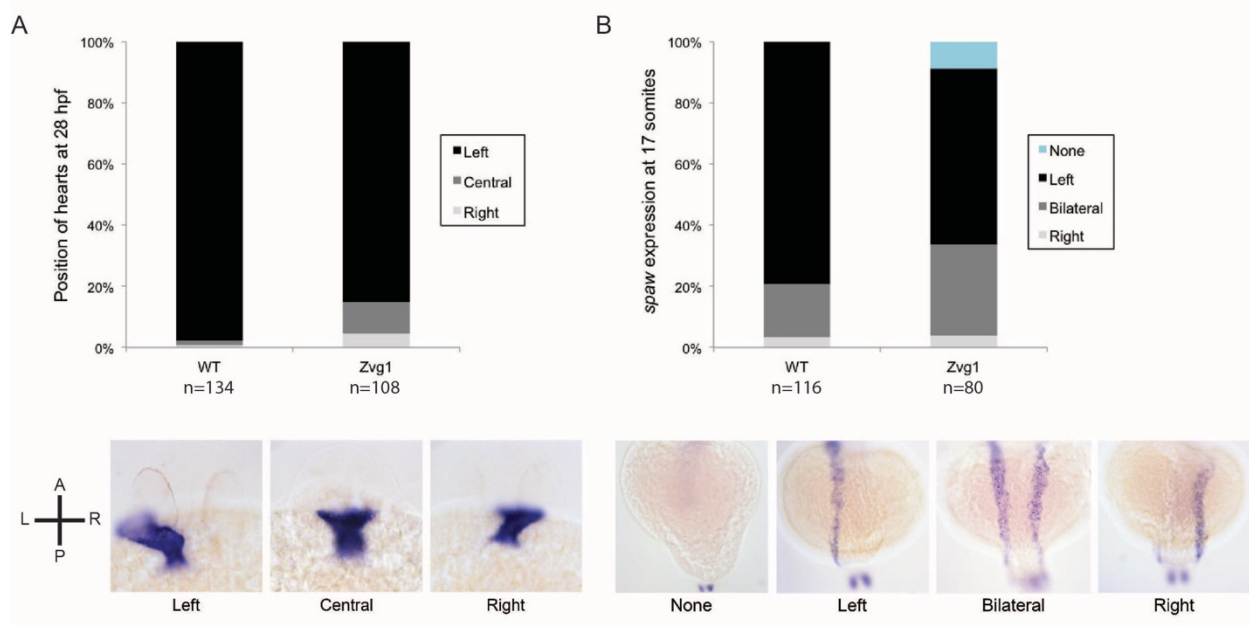 A
Position of hearts at 28 hpf
100%
80%
60%
40%
20%
0%
WT
n=134
Zvg1
n=108
Left
Central
Right
B
spaw expression at 17 somites
100%
80%
60%
40%
20%
0%
WT
n=116
Zvg1
n=80
None
Left
Bilateral
Right
A
L R
P
Left
Central
Right
None
Left
Bilateral
Right